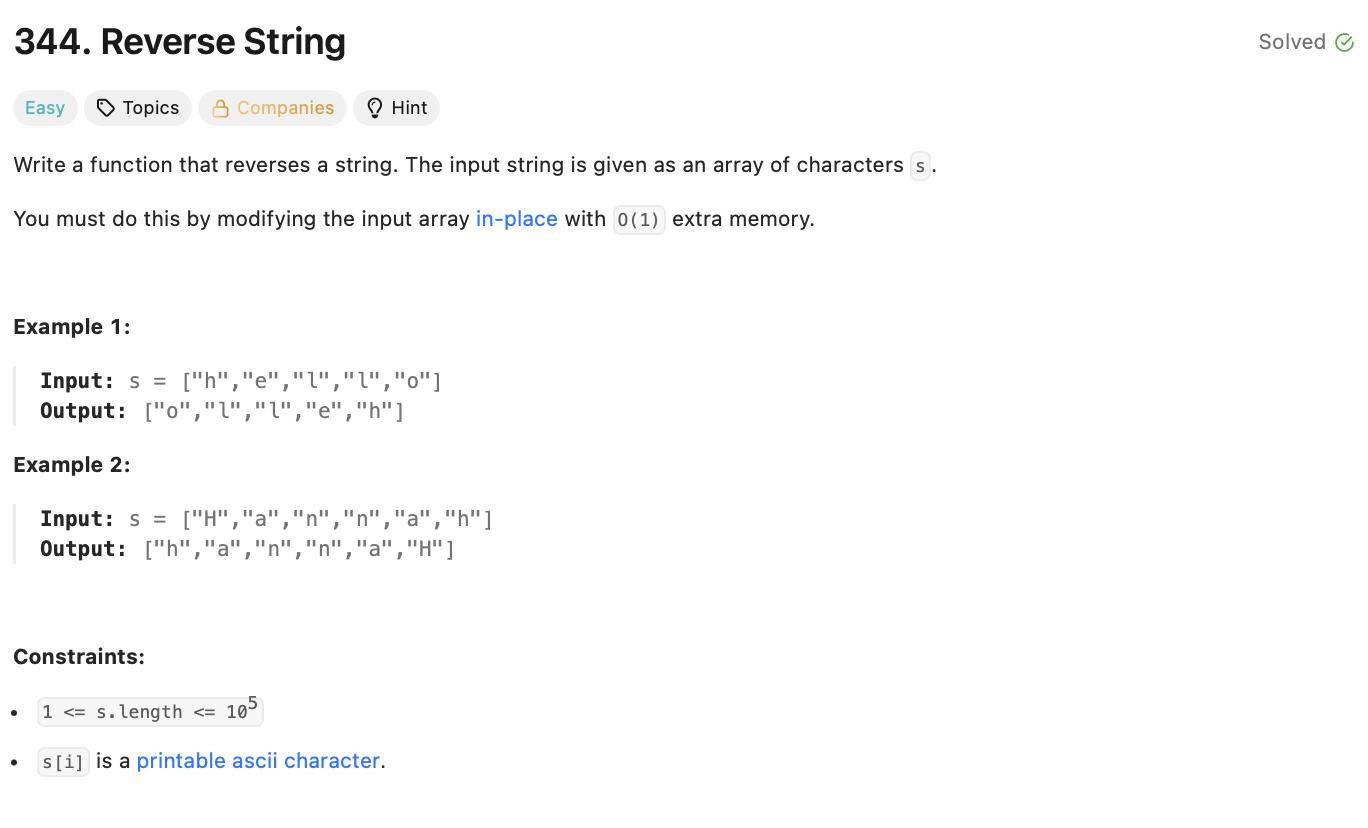 344. Reverse String
Solved
Easy Topics Companies Hint
Write a function that reverses a string. The input string is given as an array of characters s.
You must do this by modifying the input array in-place with O(1) extra memory.
Example 1:
Input: s = ["h","e","l","l","o"]
Output: ["o","l","l","e","h"]
Example 2:
Input: s = ["H","a","n","n","a","h"]
Output: ["h","a","n","n","a","H"]
Constraints:
• 1 <= s.length <= 10⁵
• s[i] is a printable ascii character.